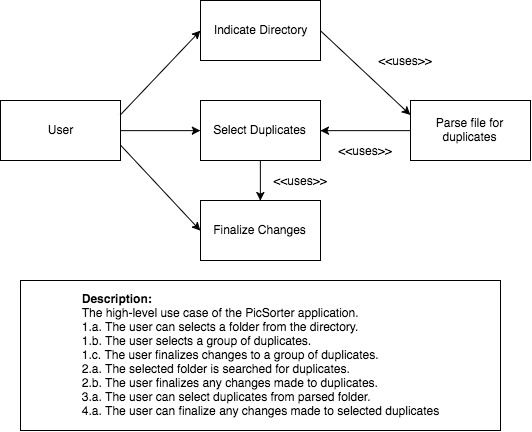 Indicate Directory
<<uses>>
User
Select Duplicates
Parse file for
duplicates
<<uses>>
<<uses>>
Finalize Changes
Description:
The high-level use case of the PicSorter application.
1.a. The user can selects a folder from the directory.
1.b. The user selects a group of duplicates.
1.c. The user finalizes changes to a group of duplicates.
2.a. The selected folder is searched for duplicates.
2.b. The user finalizes any changes made to duplicates.
3.a. The user can select duplicates from parsed folder.
4.a. The user can finalize any changes made to selected duplicates